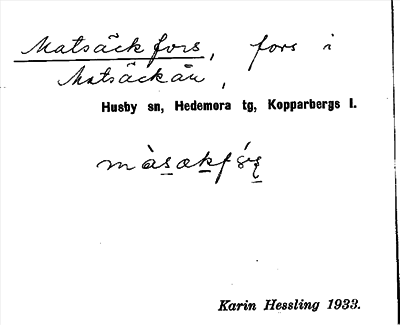 Matsäckfors, fors i
Matsäckån,
Husby sn, Hedemora tg, Kopparbergs l.
Karin Hessling 1933.